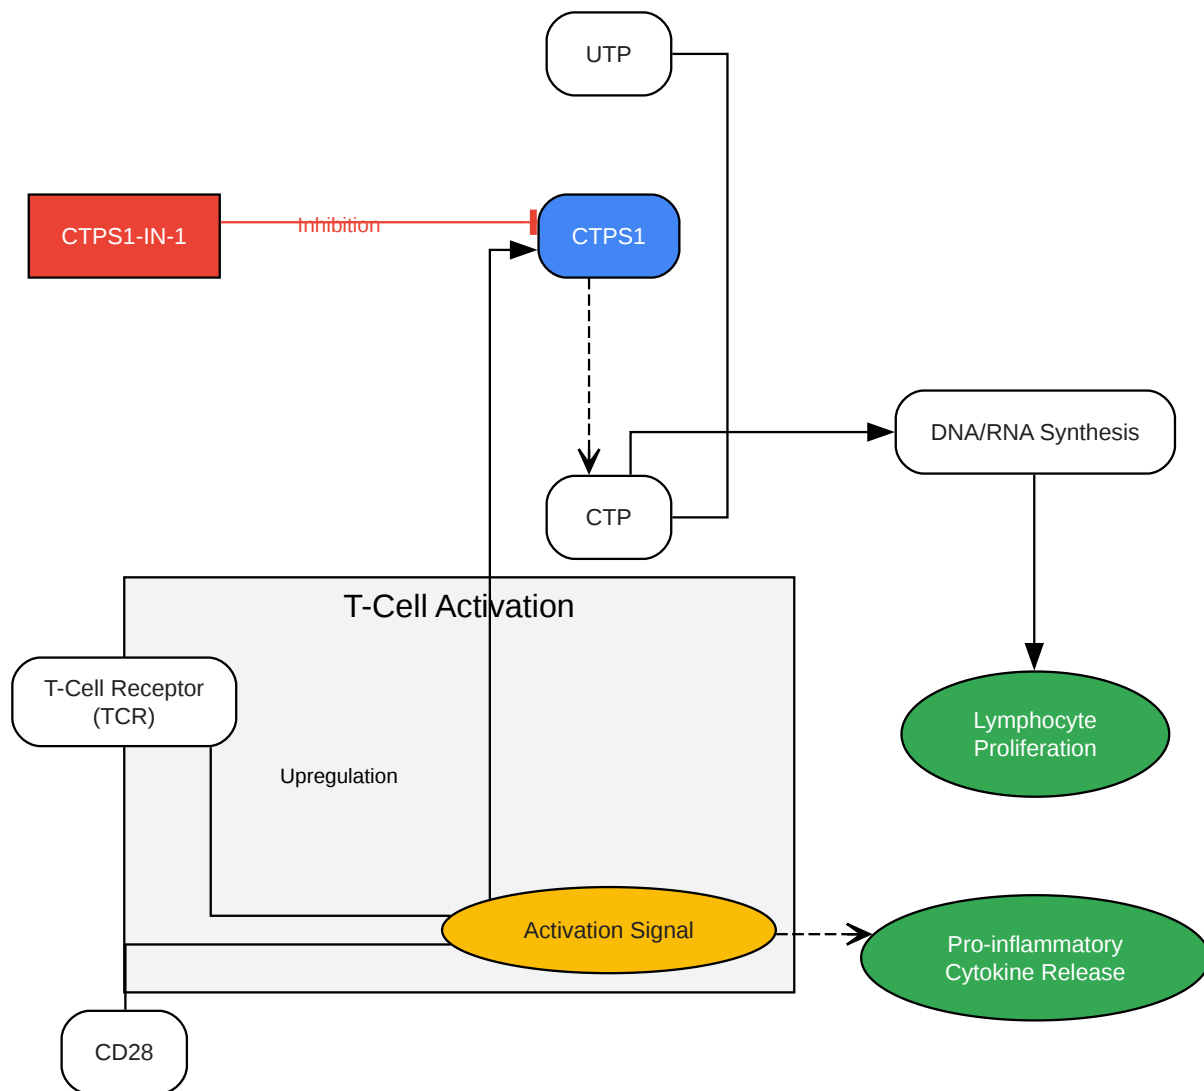 UTP
CTPS1-IN-1
Inhibition
CTPS1
DNA/RNA Synthesis
CTP
T-Cell Activation
T-Cell Receptor
(TCR)
Upregulation
Lymphocyte
Proliferation
Activation Signal
Pro-inflammatory
Cytokine Release
CD28